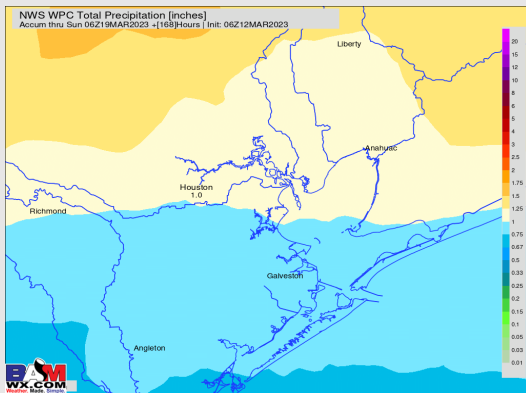 NWS WPC Total Precipitation [inches]
Accum thru Sun 06Z19MAR2023 -[168]Hours | Init: 06Z12MAR2023
Liberty
Anahuac
Houston
1.0
Richmond
Galveston
Angleton
20
15
12
10
8
6
5
4
3
2.5
2
1.75
1.5
1.25
1
0.75
0.67
0.5
0.33
0.25
0.2
0.15
0.1
0.05
0.03
0.01
BAM
WX.COM
Weather. Made. Simple.